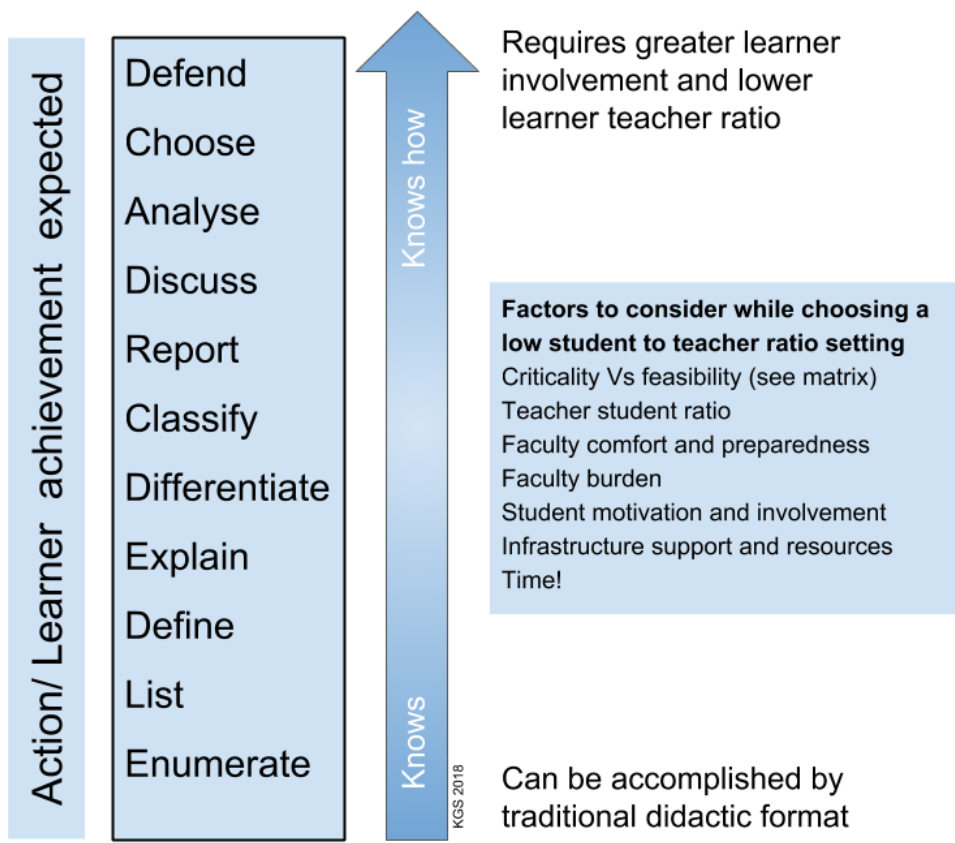 Action/ Learner achievement expected
Defend
Choose
Analyse
Discuss
Report
Classify
Differentiate
Explain
Define
List
Enumerate
Knows how
Knows
KGS 2018
Requires greater learner
involvement and lower
learner teacher ratio
Factors to consider while choosing a
low student to teacher ratio setting
Criticality Vs feasibility (see matrix)
Teacher student ratio
Faculty comfort and preparedness
Faculty burden
Student motivation and involvement
Infrastructure support and resources
Time!
Can be accomplished by
traditional didactic format